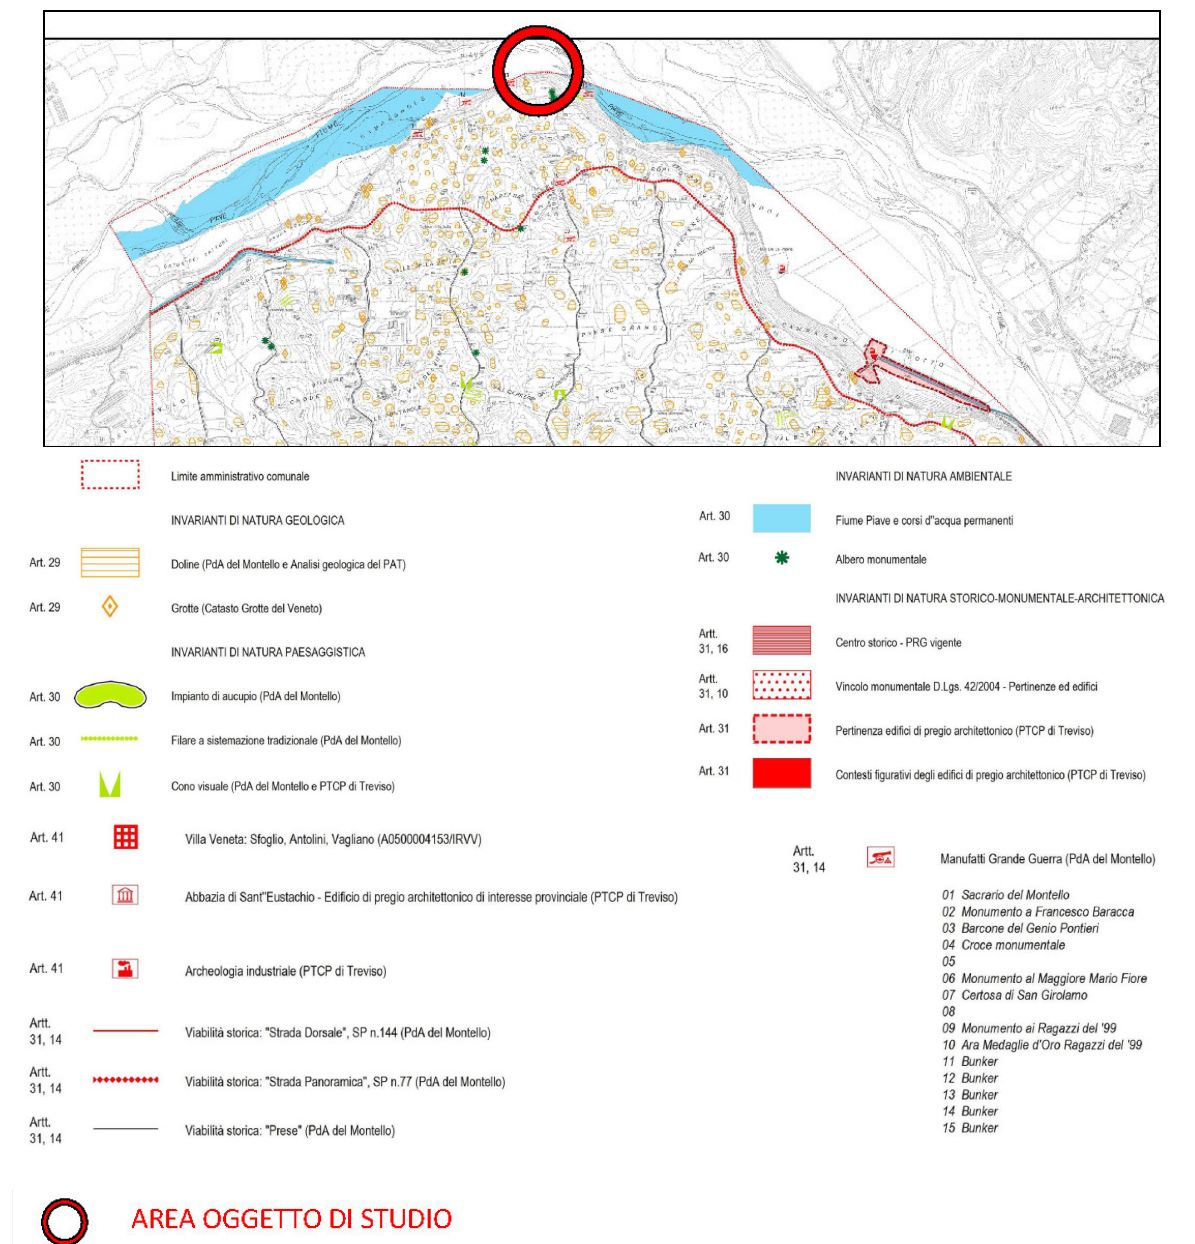 Limite amministrativo comunale
INVARIANTI DI NATURA GEOLOGICA
Art. 29
Doline (PdA del Montello e Analisi geologica del PAT)
Art. 29
Grotte (Catasto Grotte del Veneto)
INVARIANTI DI NATURA PAESAGGISTICA
Art. 30
Impianto di aucupio (PdA del Montello)
Art. 30
Filare a sistemazione tradizionale (PdA del Montello)
Art. 30
Cono visuale (PdA del Montello e PTCP di Treviso)
Art. 41
Villa Veneta: Sfoglio, Antolini, Vagliano (A0500004153/IRVV)
Art. 41
Abbazia di Sant"Eustachio - Edificio di pregio architettonico di interesse provinciale (PTCP di Treviso)
Art. 41
Archeologia industriale (PTCP di Treviso)
Artt.
31, 14
Viabilità storica: "Strada Dorsale", SP n.144 (PdA del Montello)
Artt.
31, 14
Viabilità storica: "Strada Panoramica", SP n.77 (PdA del Montello)
Artt.
31, 14
Viabilità storica: "Prese" (PdA del Montello)
INVARIANTI DI NATURA AMBIENTALE
Art. 30
Fiume Piave e corsi d"acqua permanenti
Art. 30
Albero monumentale
INVARIANTI DI NATURA STORICO-MONUMENTALE-ARCHITETTONICA
Artt.
31, 16
Centro storico - PRG vigente
Artt.
31, 10
Vincolo monumentale D.Lgs. 42/2004 - Pertinenze ed edifici
Art. 31
Pertinenza edifici di pregio architettonico (PTCP di Treviso)
Art. 31
Contesti figurativi degli edifici di pregio architettonico (PTCP di Treviso)
Artt.
31, 14
Manufatti Grande Guerra (PdA del Montello)
01 Sacrario del Montello
02 Monumento a Francesco Baracca
03 Barcone del Genio Pontieri
04 Croce monumentale
05
06 Monumento al Maggiore Mario Fiore
07 Certosa di San Girolamo
08
09 Monumento ai Ragazzi del '99
10 Ara Medaglie d'Oro Ragazzi del '99
11 Bunker
12 Bunker
13 Bunker
14 Bunker
15 Bunker
AREA OGGETTO DI STUDIO